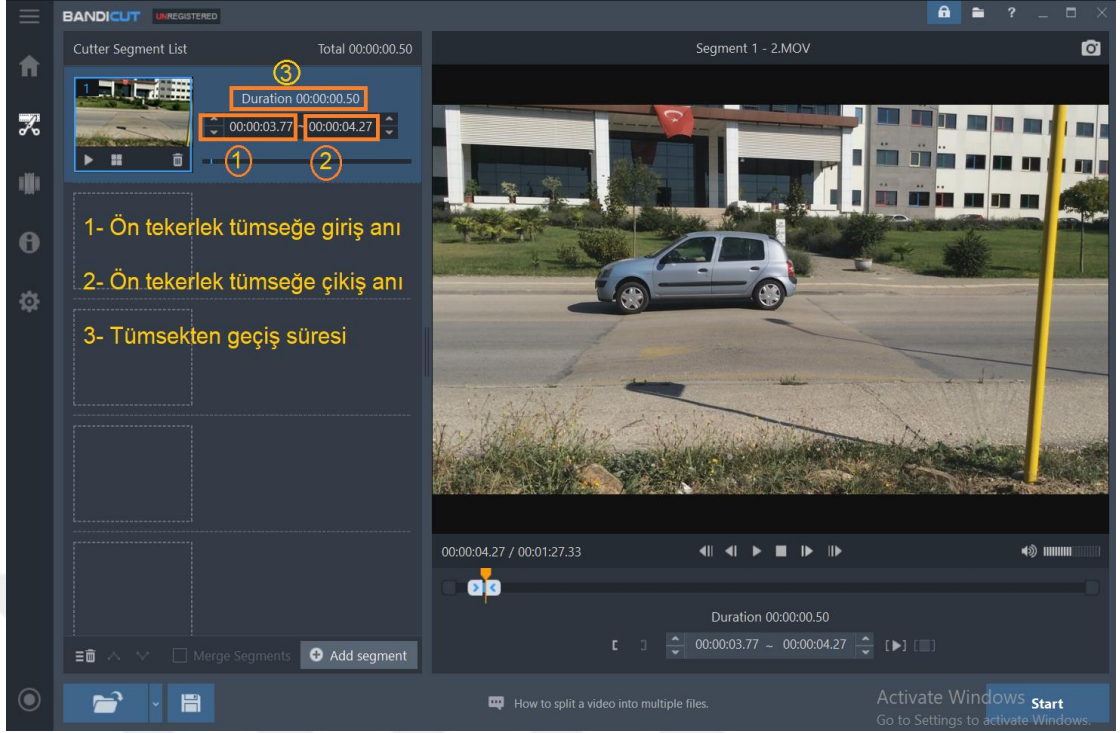 BANDICUT UNREGISTERED
?
Cutter Segment List Total 00:00:00.50
Segment 1 - 2.MOV
3
1
Duration 00:00:00.50
00:00:03.77 ~ 00:00:04.27
1 2
1- Ön tekerlek tümseğe giriş anı
2- Ön tekerlek tümseğe çikiş anı
3- Tümsekten geçiş süresi
00:00:04.27 / 00:01:27.33
Duration 00:00:00.50
00:00:03.77 ~ 00:00:04.27
Merge Segments Add segment
How to split a video into multiple files.
Start
Activate Windows
Go to Settings to activate Windows.